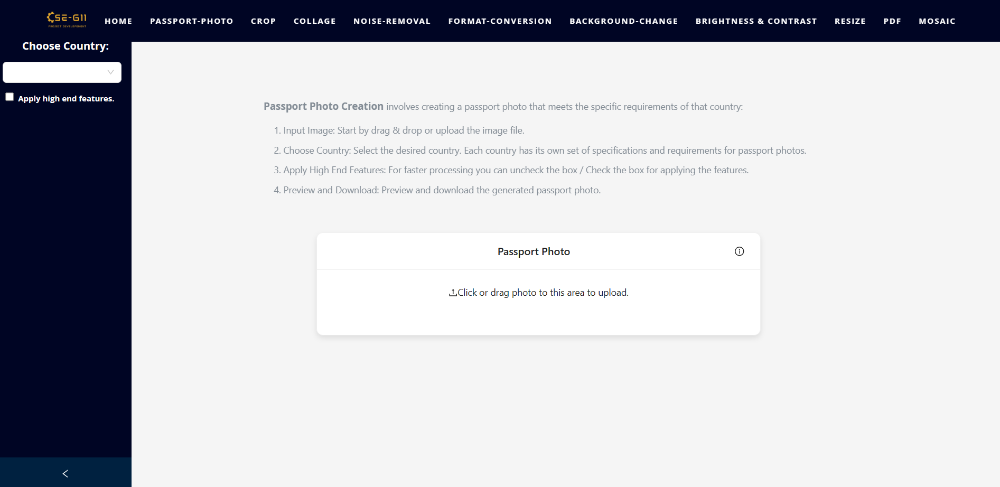 CSE-G11
PROJECT DEVELOPEMENT
HOME PASSPORT-PHOTO CROP COLLAGE NOISE-REMOVAL FORMAT-CONVERSION BACKGROUND-CHANGE BRIGHTNESS & CONTRAST RESIZE PDF MOSAIC
Choose Country:
Apply high end features.
Passport Photo Creation involves creating a passport photo that meets the specific requirements of that country:
1. Input Image: Start by drag & drop or upload the image file.
2. Choose Country: Select the desired country. Each country has its own set of specifications and requirements for passport photos.
3. Apply High End Features: For faster processing you can uncheck the box / Check the box for applying the features.
4. Preview and Download: Preview and download the generated passport photo.
Passport Photo
Click or drag photo to this area to upload.